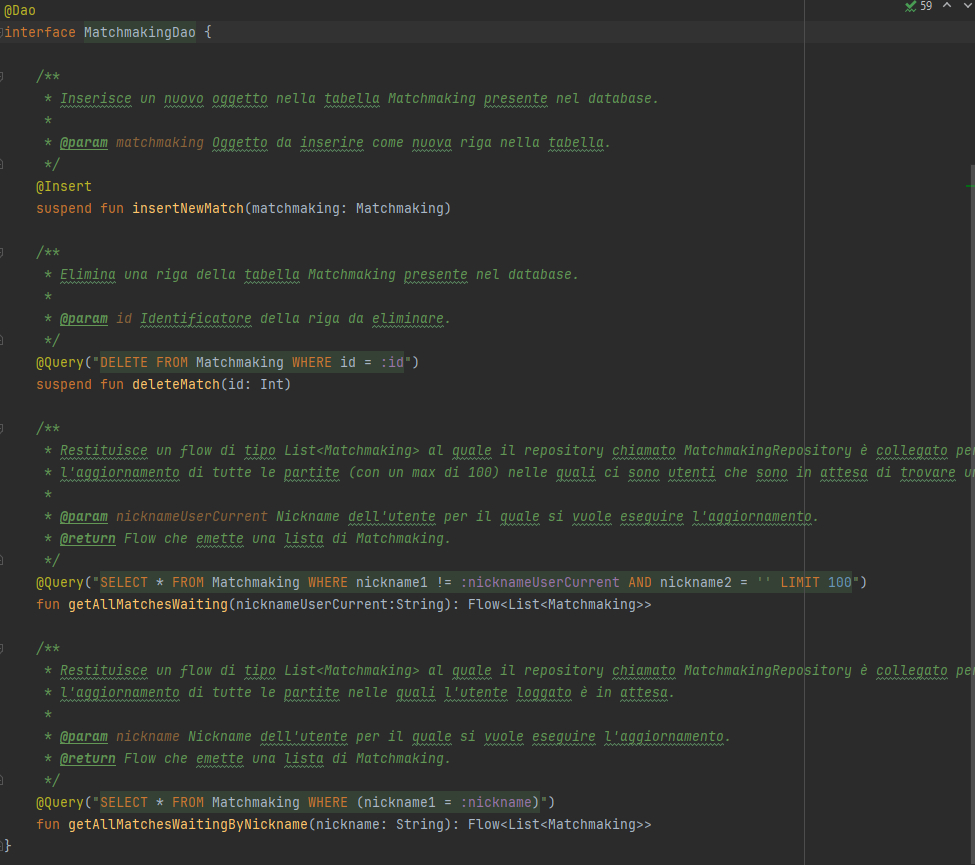 @Dao
59
interface MatchmakingDao {
/**
* Inserisce un nuovo oggetto nella tabella Matchmaking presente nel database.
*
* @param matchmaking Oggetto da inserire come nuova riga nella tabella.
*/
@Insert
suspend fun insertNewMatch(matchmaking: Matchmaking)
/**
* Elimina una riga della tabella Matchmaking presente nel database.
*
* @param id Identificatore della riga da eliminare.
*/
@Query("DELETE FROM Matchmaking WHERE id = :id")
suspend fun deleteMatch(id: Int)
/**
* Restituisce un flow di tipo List<Matchmaking> al quale il repository chiamato MatchmakingRepository è collegato per
* l'aggiornamento di tutte le partite (con un max di 100) nelle quali ci sono utenti che sono in attesa di trovare
*
* @param nicknameUserCurrent Nickname dell'utente per il quale si vuole eseguire l'aggiornamento.
* @return Flow che emette una lista di Matchmaking.
*/
@Query("SELECT * FROM Matchmaking WHERE nickname1 != :nicknameUserCurrent AND nickname2 = '' LIMIT 100")
fun getAllMatchesWaiting(nicknameUserCurrent:String): Flow<List<Matchmaking>>
/**
* Restituisce un flow di tipo List<Matchmaking> al quale il repository chiamato MatchmakingRepository è collegato per
* l'aggiornamento di tutte le partite nelle quali l'utente loggato è in attesa.
*
* @param nickname Nickname dell'utente per il quale si vuole eseguire l'aggiornamento.
* @return Flow che emette una lista di Matchmaking.
*/
@Query("SELECT * FROM Matchmaking WHERE (nickname1 = :nickname)")
fun getAllMatchesWaitingByNickname(nickname: String): Flow<List<Matchmaking>>
}